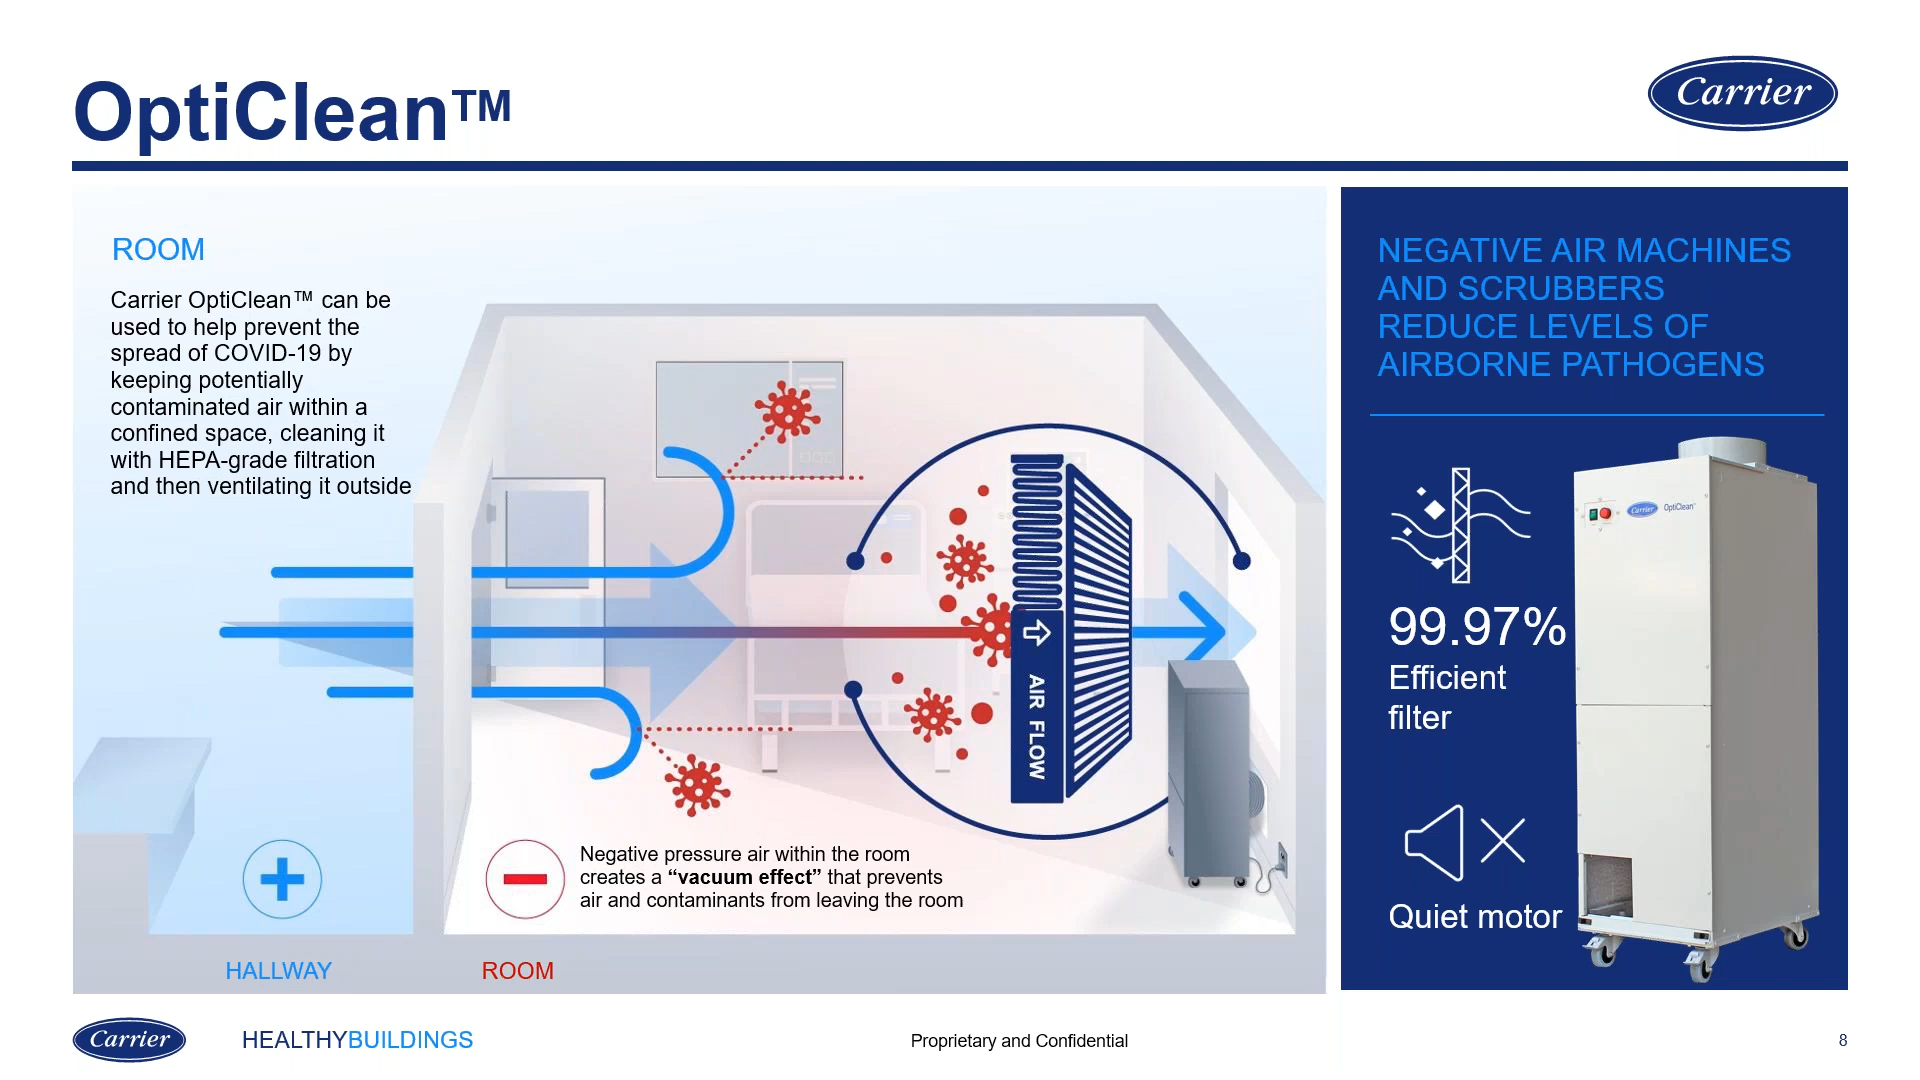 OptiClean™
Carrier
ROOM
Carrier OptiClean™ can be
used to help prevent the
spread of COVID-19 by
keeping potentially
contaminated air within a
confined space, cleaning it
with HEPA-grade filtration
and then ventilating it outside
AIR FLOW
Negative pressure air within the room
creates a “vacuum effect” that prevents
air and contaminants from leaving the room
HALLWAY
ROOM
NEGATIVE AIR MACHINES
AND SCRUBBERS
REDUCE LEVELS OF
AIRBORNE PATHOGENS
99.97%
Efficient
filter
Quiet motor
Carrier OptiClean™
Carrier
HEALTHYBUILDINGS
Proprietary and Confidential
8